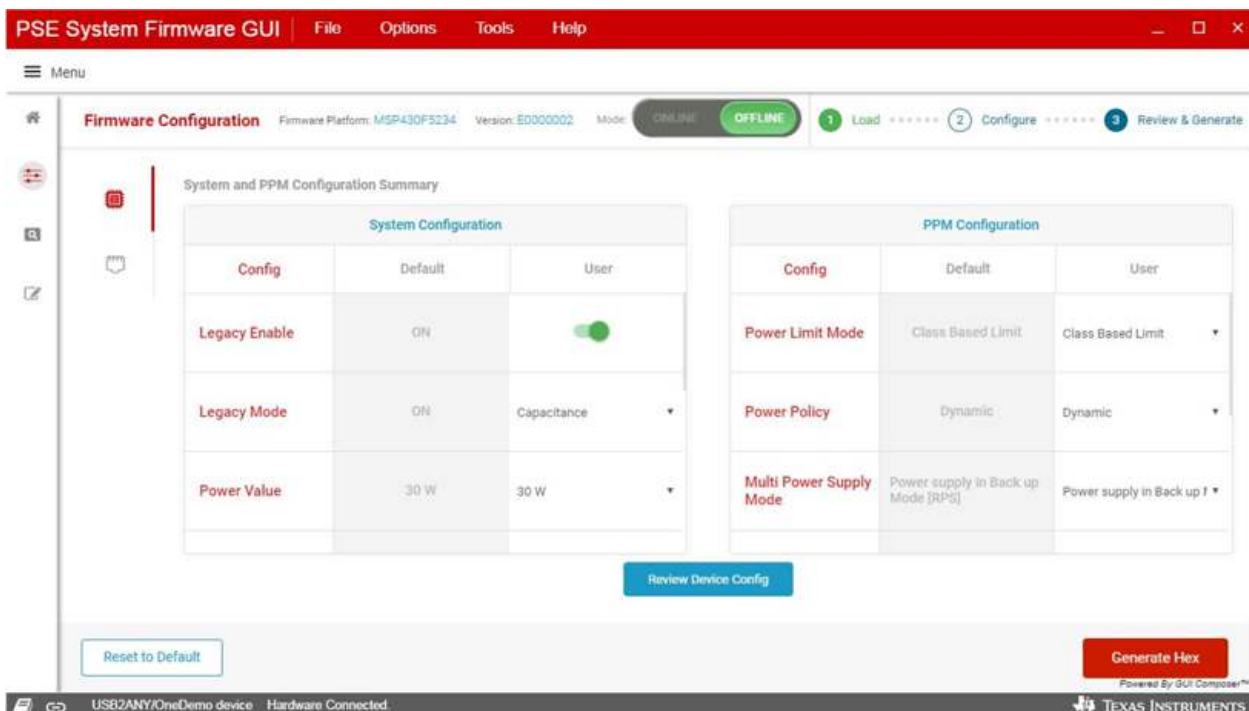 PSE System Firmware GUI File Options Tools Help
Menu
Firmware Configuration Firmware Platform: MSP430F5234 Version: E0000002 Mode: ONLINE OFFLINE 1 Load 2 Configure 3 Review & Generate
System and PPM Configuration Summary
System Configuration
Config Default User
Legacy Enable ON
Legacy Mode ON Capacitance
Power Value 30 W 30 W
PPM Configuration
Config Default User
Power Limit Mode Class Based Limit Class Based Limit
Power Policy Dynamic Dynamic
Multi Power Supply Power supply in Back up Power supply in Back up
Mode Mode [RPS]
Review Device Config
Reset to Default Generate Hex
Powered By GUI Composer™
USB2ANY/OneDemo device Hardware Connected. TEXAS INSTRUMENTS